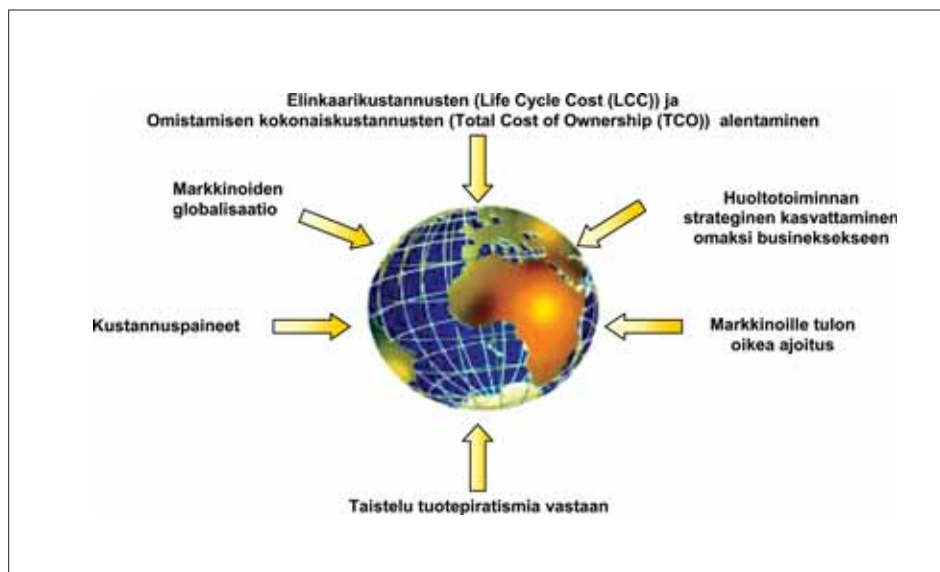 Elinkaarikustannusten (Life Cycle Cost (LCC)) ja
Omistamisen kokonaiskustannusten (Total Cost of Ownership (TCO)) alentaminen
Markkinoiden
globalisaatio
Huoltotoiminnan
strateginen kasvattaminen
omaksi busineksekseen
Kustannuspaineet
Markkinoille tulon
oikea ajoitus
Taistelu tuotepiratismia vastaan